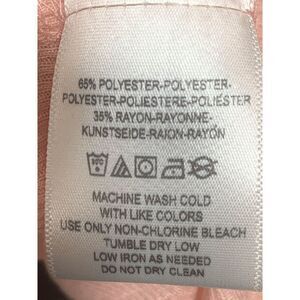 65% POLYESTER-POLYESTER-
POLYESTER-POLIESTERE-POLIÉSTER
35% RAYON-RAYONNE-
KUNSTSEIDE-RAION-RAYÓN
MACHINE WASH COLD
WITH LIKE COLORS
USE ONLY NON-CHLORINE BLEACH
TUMBLE DRY LOW
LOW IRON AS NEEDED
DO NOT DRY CLEAN